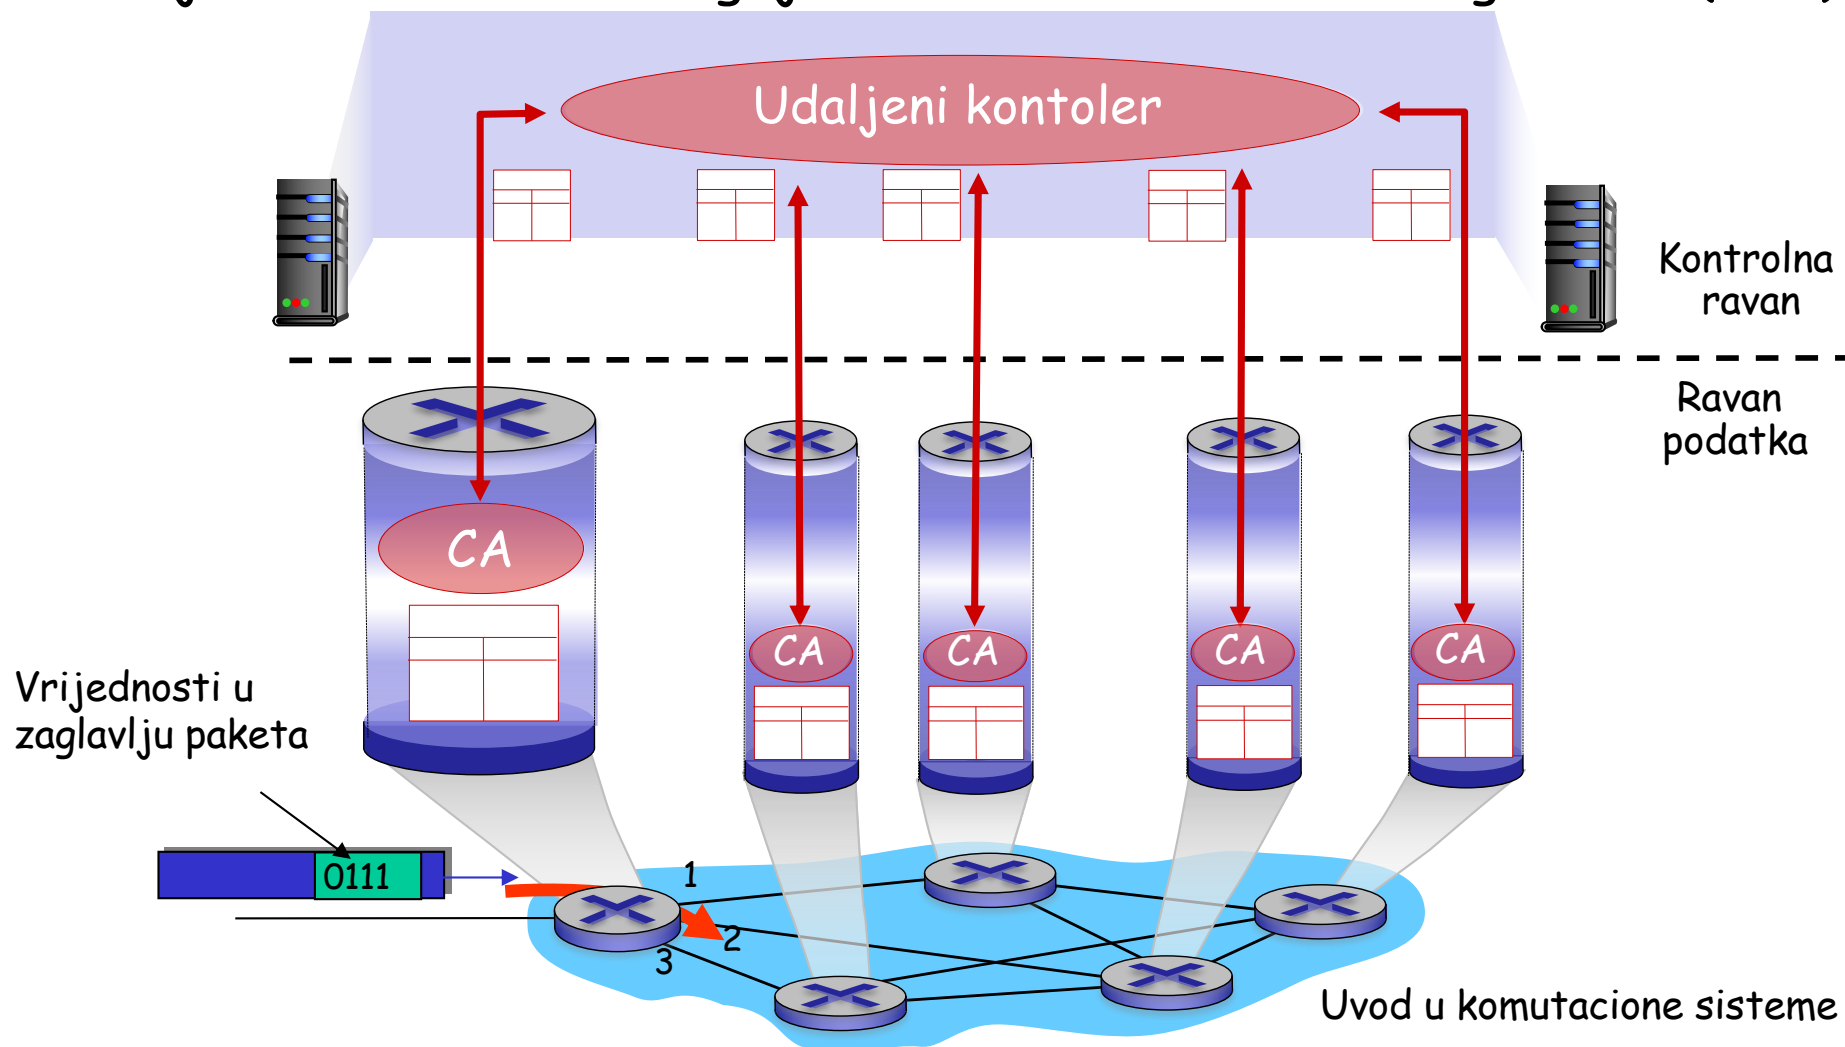 Udaljeni kontoler
Kontrolna
ravan
Ravan
podatka
CA
CA
CA
CA
CA
Vrijednosti u
zaglavlju paketa
0111
1
2
3
Uvod u komutacione sisteme